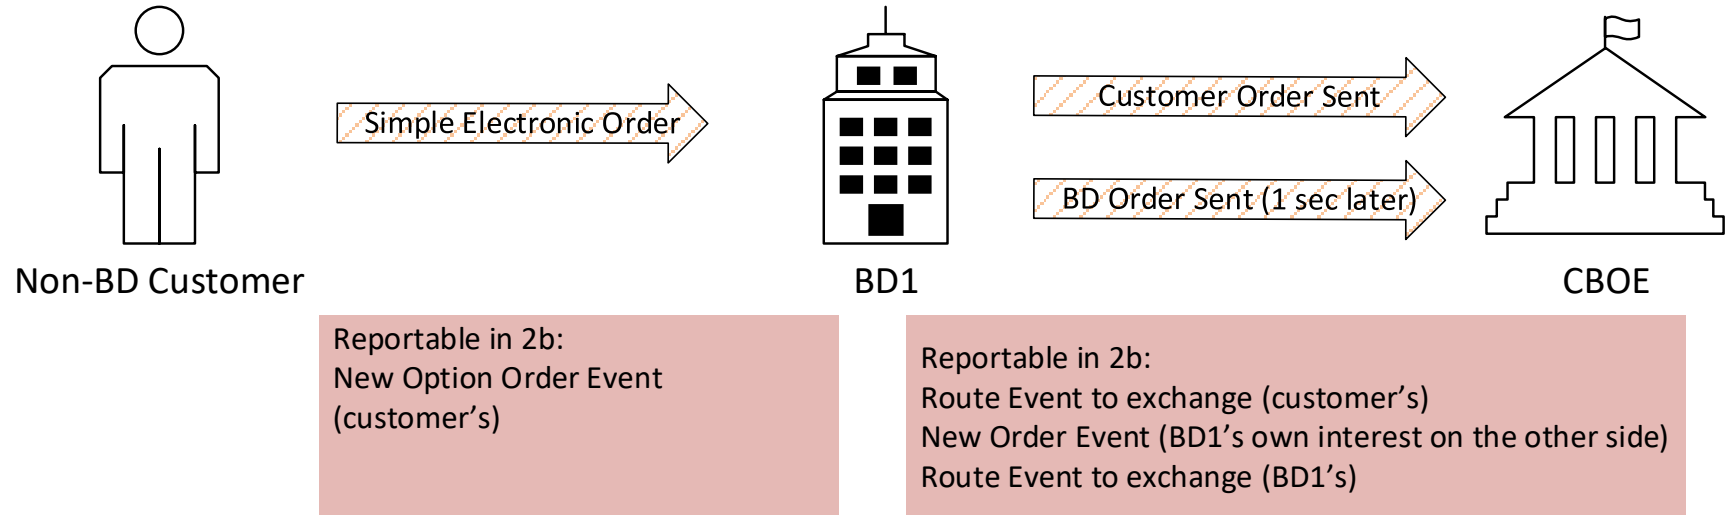 Simple Electronic Order
Customer Order Sent
BD Order Sent (1 sec later)
Non-BD Customer
BD1
CBOE
Reportable in 2b:
New Option Order Event
(customer’s)
Reportable in 2b:
Route Event to exchange (customer’s)
New Order Event (BD1’s own interest on the other side)
Route Event to exchange (BD1’s)